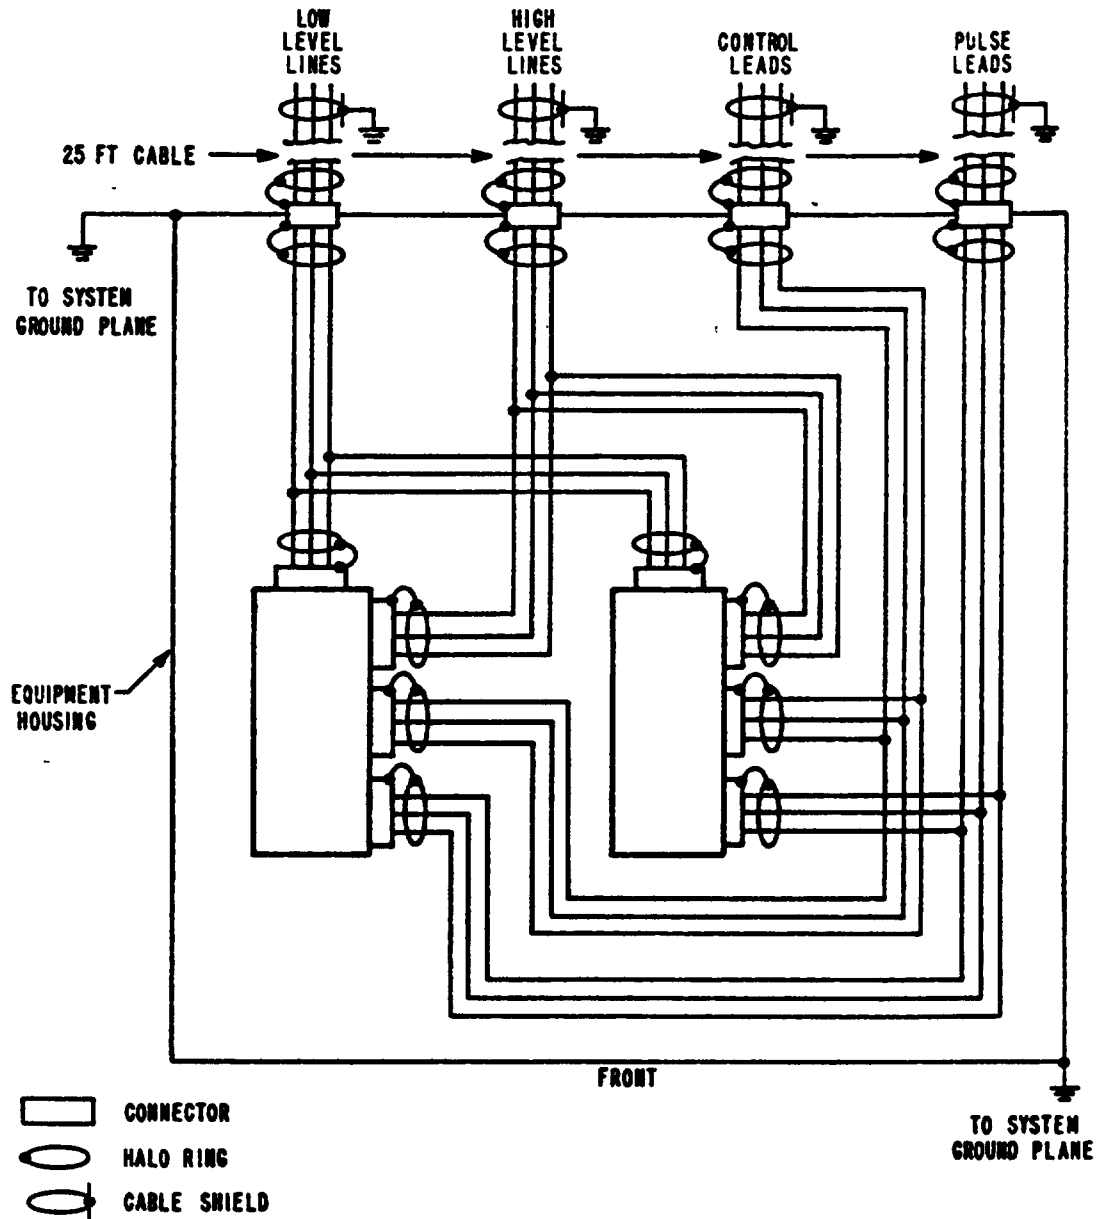 LOW
LEVEL
LINES
HIGH
LEVEL
LINES
CONTROL
LEADS
PULSE
LEADS
25 FT CABLE
TO SYSTEM
GROUND PLANE
EQUIPMENT
HOUSING
FRONT
TO SYSTEM
GROUND PLANE
CONNECTOR
HALO RING
CABLE SHIELD